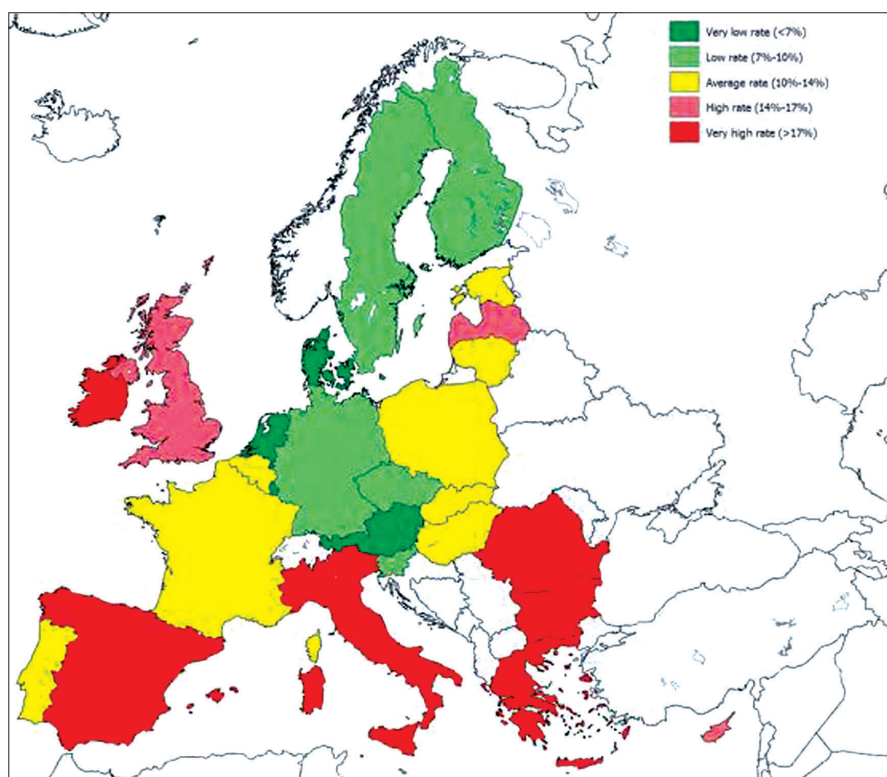 Very low rate (<7%)
Low rate (7%-10%)
Average rate (10%-14%)
High rate (14%-17%)
Very high rate (>17%)